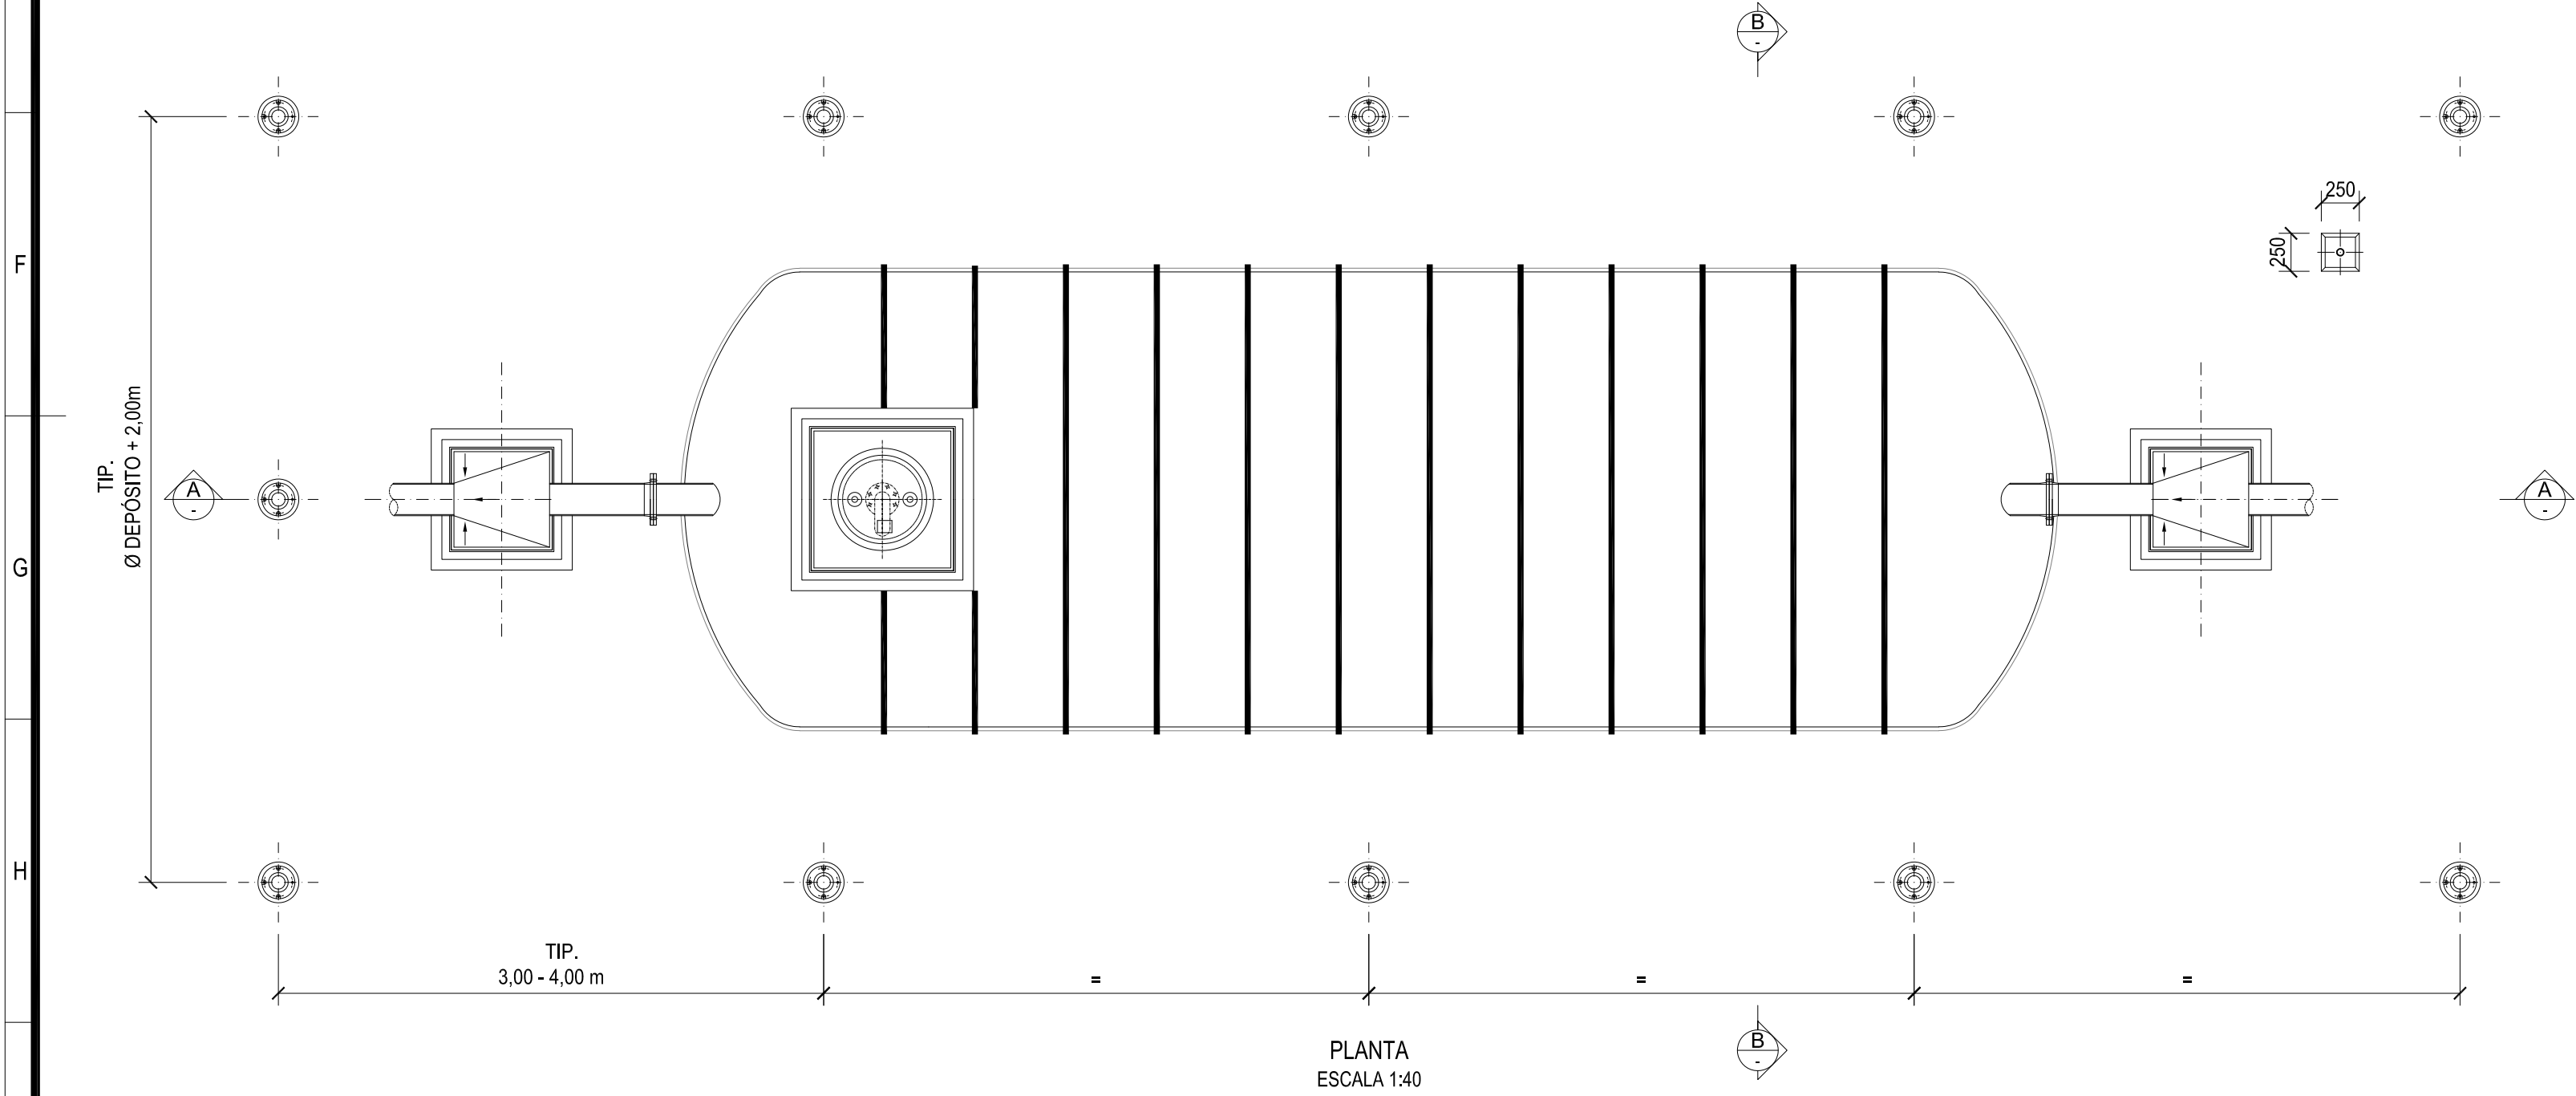 B
-
F
250
250
TIP.
Ø DEPÓSITO + 2,00m
A
-
A
-
G
H
TIP.
3,00 - 4,00 m
=
=
=
PLANTA
ESCALA 1:40
B
-